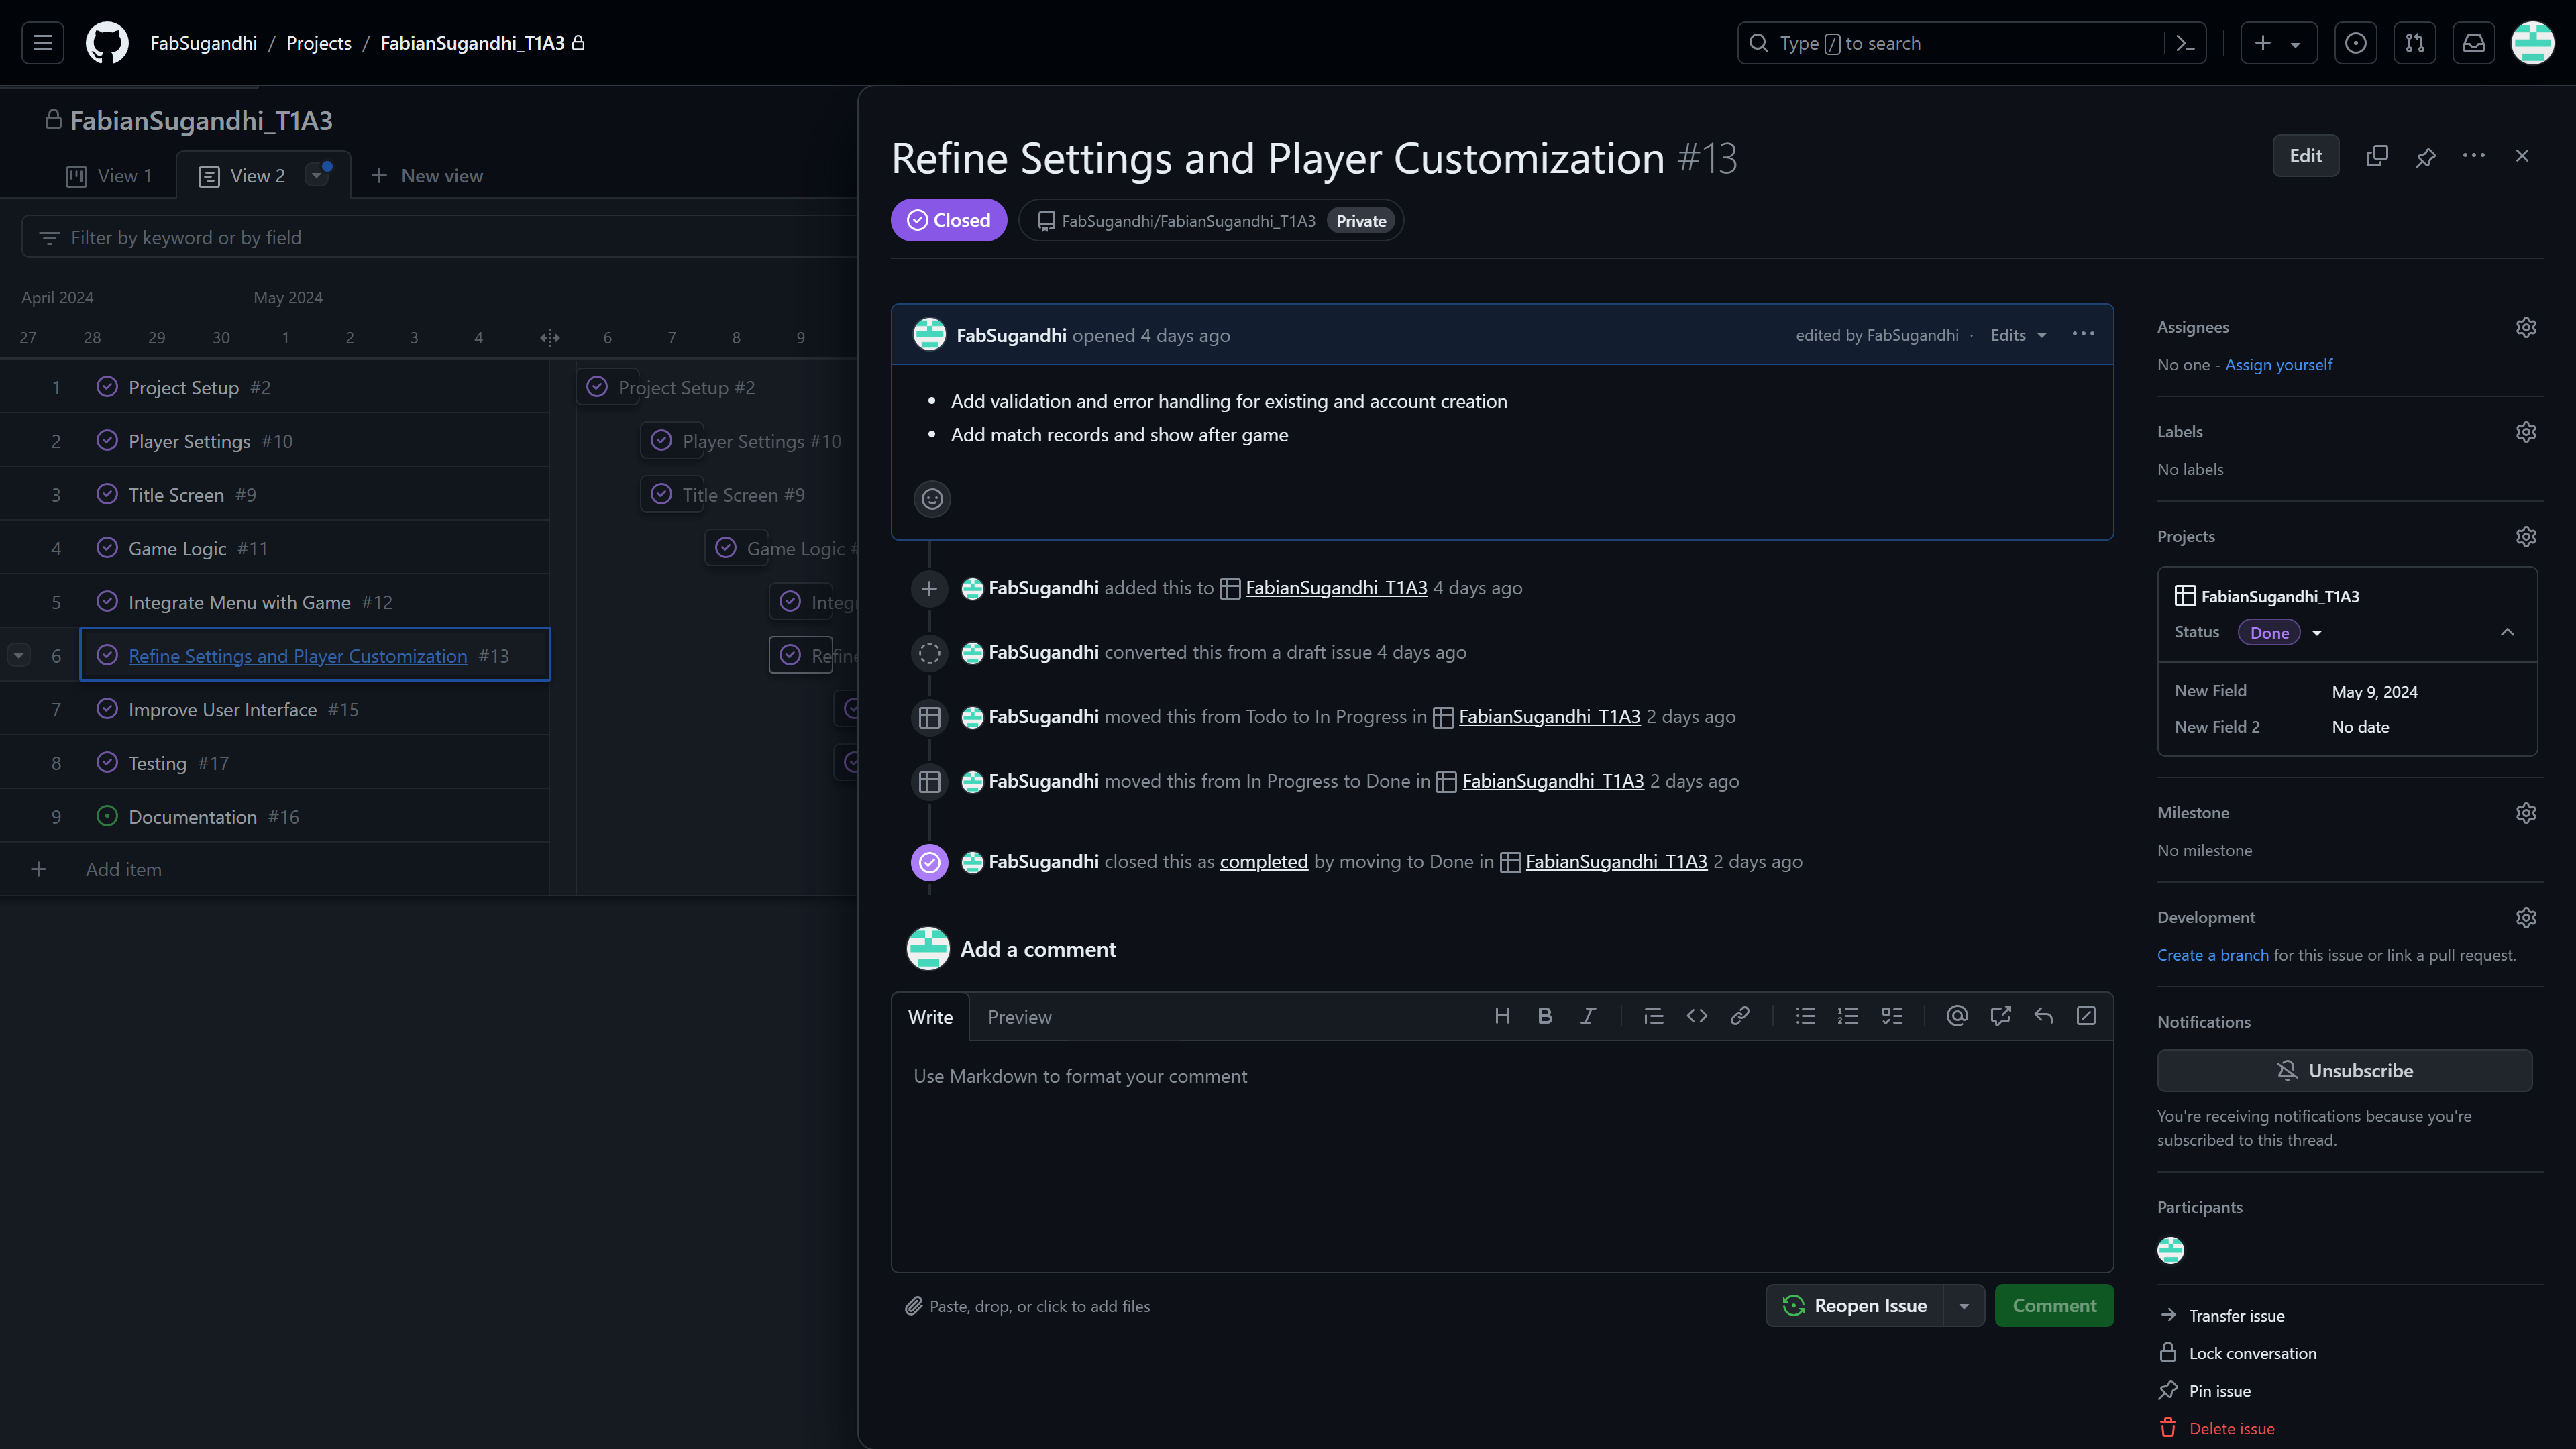 FabSugandhi / Projects / FabianSugandhi_T1A3
Type / to search
FabianSugandhi_T1A3
View 1
View 2
New view
Filter by keyword or by field
April 2024 May 2024
27 28 29 30 1 2 3 4 6 7 8 9
1 Project Setup #2
Project Setup #2
2 Player Settings #10
Player Settings #10
3 Title Screen #9
Title Screen #9
4 Game Logic #11
Game Logic #
5 Integrate Menu with Game #12
Integr
6 Refine Settings and Player Customization #13
Refine
7 Improve User Interface #15
8 Testing #17
9 Documentation #16
Add item
Refine Settings and Player Customization #13
Edit
Closed
FabSugandhi/FabianSugandhi_T1A3 Private
FabSugandhi opened 4 days ago
edited by FabSugandhi · Edits
• Add validation and error handling for existing and account creation
• Add match records and show after game
FabSugandhi added this to FabianSugandhi_T1A3 4 days ago
FabSugandhi converted this from a draft issue 4 days ago
FabSugandhi moved this from Todo to In Progress in FabianSugandhi_T1A3 2 days ago
FabSugandhi moved this from In Progress to Done in FabianSugandhi_T1A3 2 days ago
FabSugandhi closed this as completed by moving to Done in FabianSugandhi_T1A3 2 days ago
Add a comment
Write Preview
Use Markdown to format your comment
Paste, drop, or click to add files
Reopen Issue
Comment
Assignees
No one - Assign yourself
Labels
No labels
Projects
FabianSugandhi_T1A3
Status Done
New Field May 9, 2024
New Field 2 No date
Milestone
No milestone
Development
Create a branch for this issue or link a pull request.
Notifications
Unsubscribe
You're receiving notifications because you're
subscribed to this thread.
Participants
Transfer issue
Lock conversation
Pin issue
Delete issue